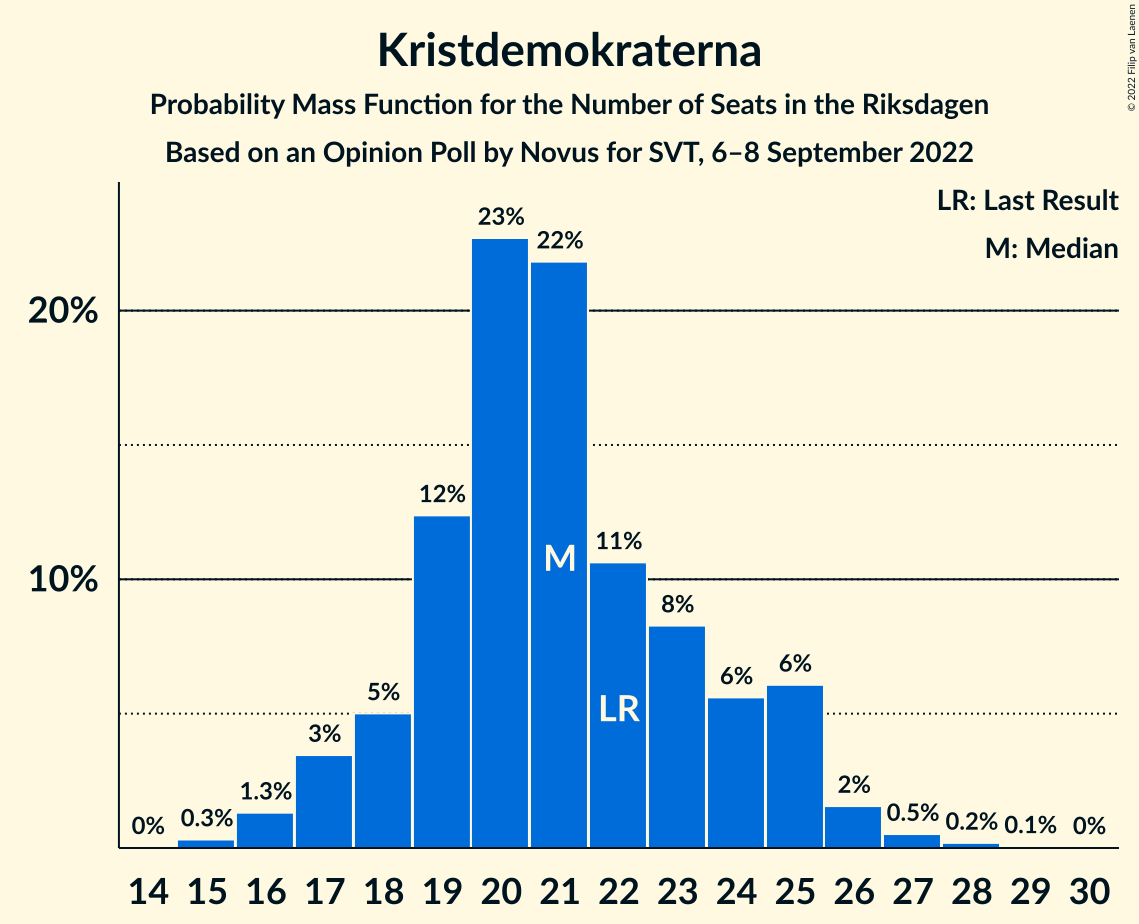 Kristdemokraterna
Probability Mass Function for the Number of Seats in the Riksdagen
Based on an Opinion Poll by Novus for SVT, 6–8 September 2022
© 2022 Filip van Laenen
LR: Last Result
M: Median
20%
10%
0%
0.3%
1.3%
3%
5%
12%
23%
22%
11%
8%
6%
6%
2%
0.5%
0.2%
0.1%
0%
M
LR
14 15 16 17 18 19 20 21 22 23 24 25 26 27 28 29 30